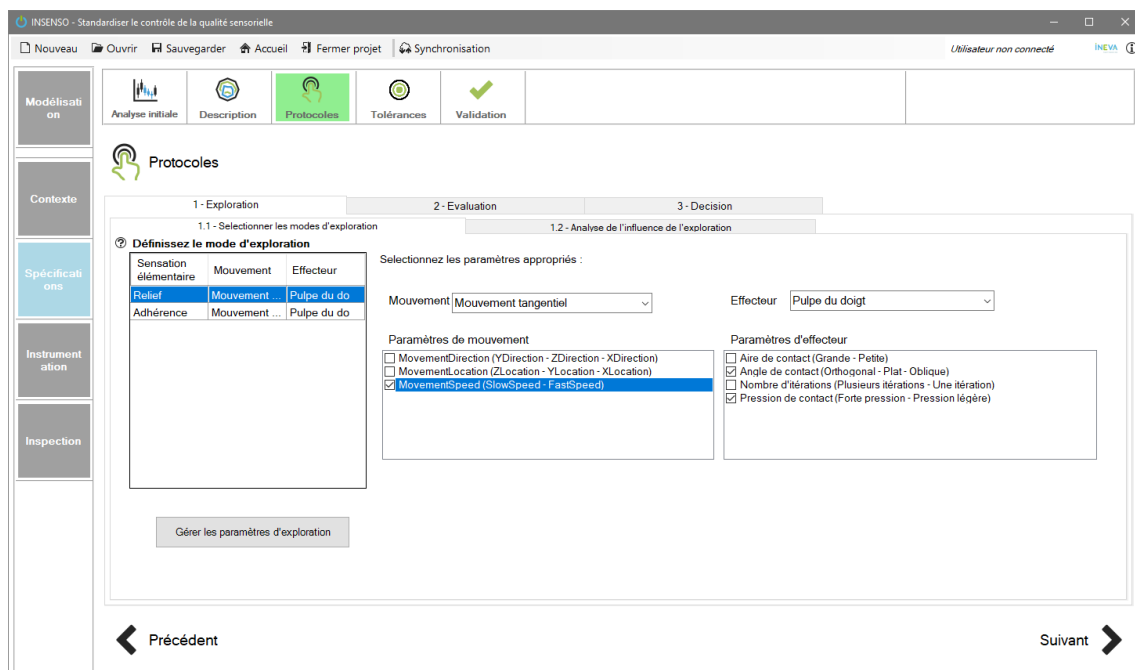 INSENSO - Standardiser le contrôle de la qualité sensorielle
Nouveau Ouvrir Sauvegarder Accueil Fermer projet Synchronisation Utilisateur non connecté iNEVA
Modélisati
on
Analyse initiale Description Protocoles Tolérances Validation
Protocoles
Contexte
1 - Exploration 2 - Evaluation 3 - Decision
1.1 - Selectionner les modes d'exploration 1.2 - Analyse de l'influence de l'exploration
Définissez le mode d'exploration
Sensation
élémentaire Mouvement Effecteur
Selectionnez les paramètres appropriés :
Spécificati
ons
Relief Mouvement ... Pulpe du do
Adhérence Mouvement ... Pulpe du do
Mouvement Mouvement tangentiel Effecteur Pulpe du doigt
Paramètres de mouvement Paramètres d'effecteur
MovementDirection (YDirection - ZDirection - XDirection) Aire de contact (Grande - Petite)
MovementLocation (ZLocation - YLocation - XLocation) Angle de contact (Orthogonal - Plat - Oblique)
MovementSpeed (SlowSpeed - FastSpeed) Nombre d'itérations (Plusieurs itérations - Une itération)
Pression de contact (Forte pression - Pression légère)
Instrument
ation
Inspection
Gérer les paramètres d'exploration
Précédent Suivant